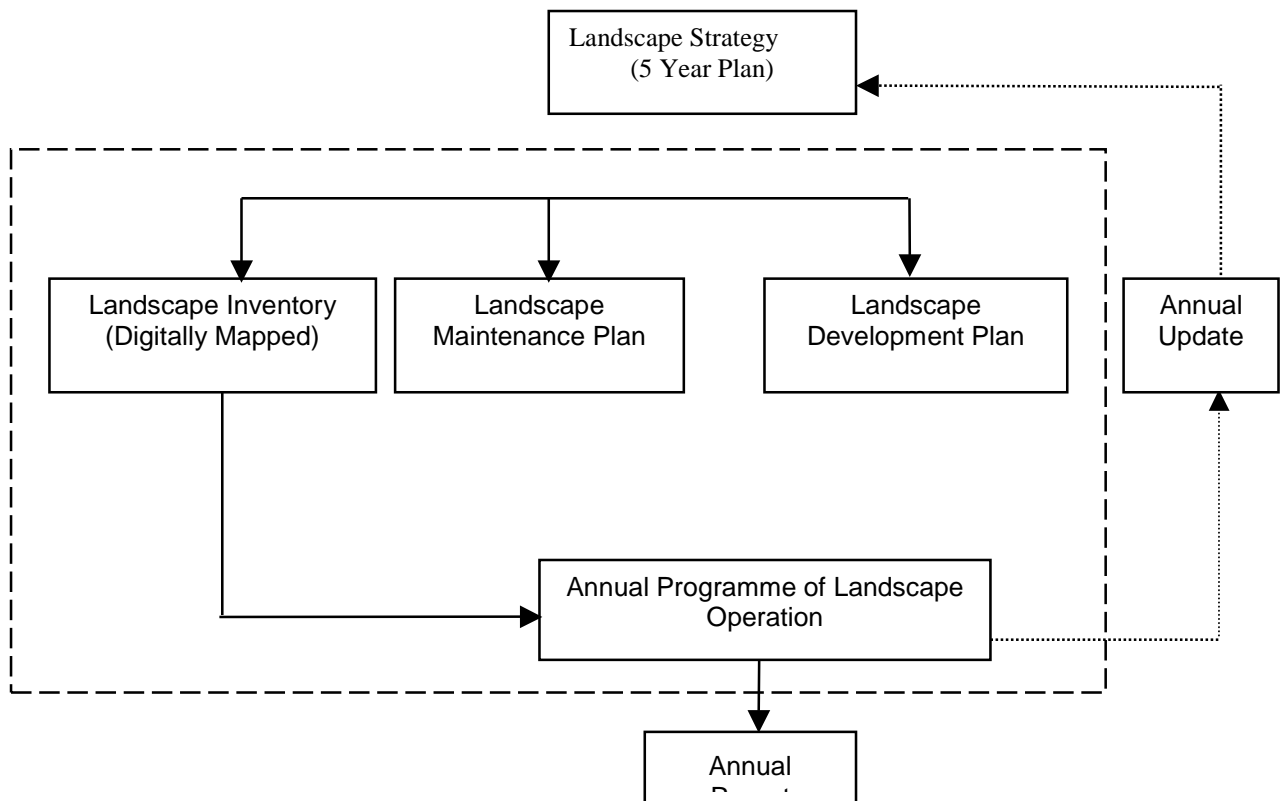 Landscape Strategy
(5 Year Plan)
Landscape Inventory
(Digitally Mapped)
Landscape
Maintenance Plan
Landscape
Development Plan
Annual
Update
Annual Programme of Landscape
Operation
Annual